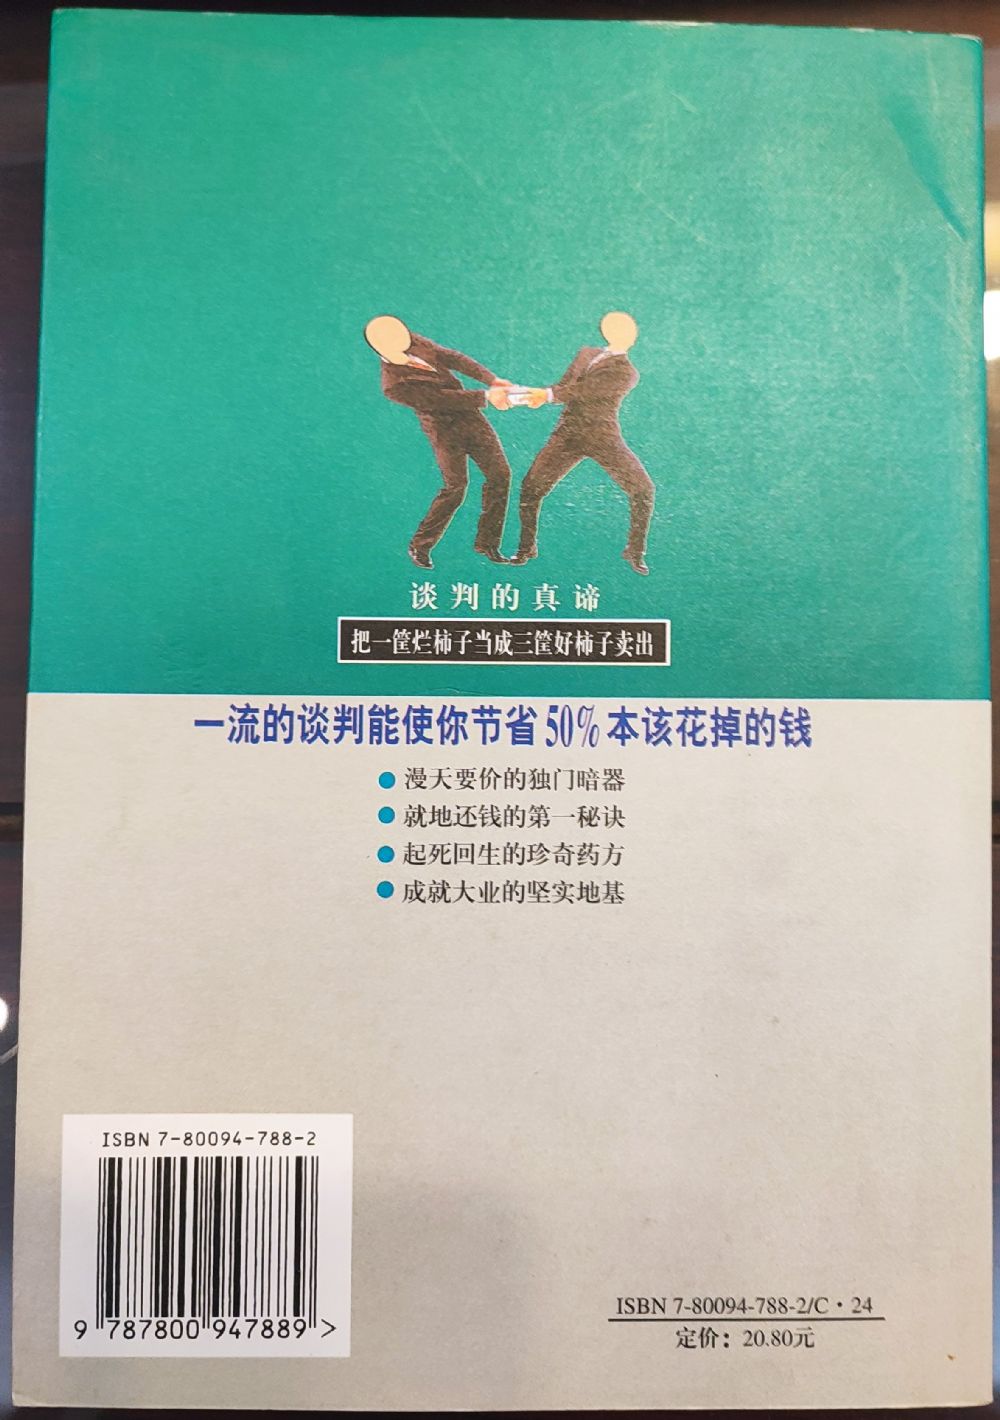 谈判的真谛
把一筐烂柿子当成三筐好柿子卖出
一流的谈判能使你节省50%本该花掉的钱
● 漫天要价的独门暗器
● 就地还钱的第一秘诀
● 起死回生的珍奇药方
● 成就大业的坚实地基
ISBN 7-80094-788-2
9 787800 947889 >
ISBN 7-80094-788-2/C·24
定价：20.80元